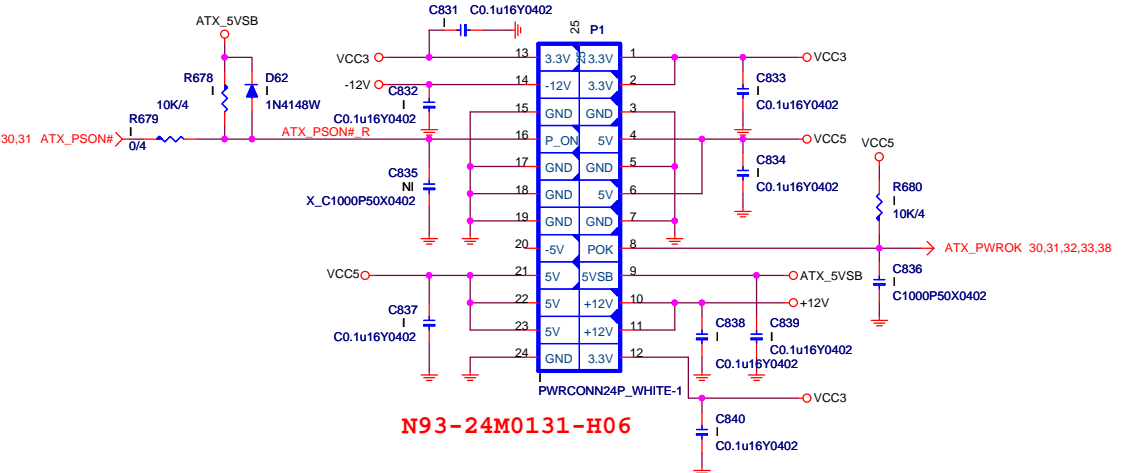 C831 C0.1u16Y0402
I
ATX_5VSB
25 P1
VCC3 13 3.3V 25 3.3V 1 VCC3
R678 D62
I I
10K/4 1N4148W
-12V 14 -12V 3.3V 2
C832
I
C0.1u16Y0402
C833
I
C0.1u16Y0402
15 GND GND 3
R679
I
0/4
30,31 ATX_PSON# ATX_PSON#_R 16 P_ON 5V 4 VCC5
VCC5
17 GND GND 5
C835
NI
X_C1000P50X0402
C834
I
C0.1u16Y0402
18 GND 5V 6
R680
I
10K/4
19 GND GND 7
20 -5V POK 8 ATX_PWROK 30,31,32,33,38
VCC5 21 5V 5VSB 9 ATX_5VSB
C836
I
C1000P50X0402
22 5V +12V 10 +12V
C837
I
C0.1u16Y0402
23 5V +12V 11
C838
I
C0.1u16Y0402
C839
I
C0.1u16Y0402
24 GND 3.3V 12
I
PWRCONN24P_WHITE-1
VCC3
N93-24M0131-H06
C840
I
C0.1u16Y0402